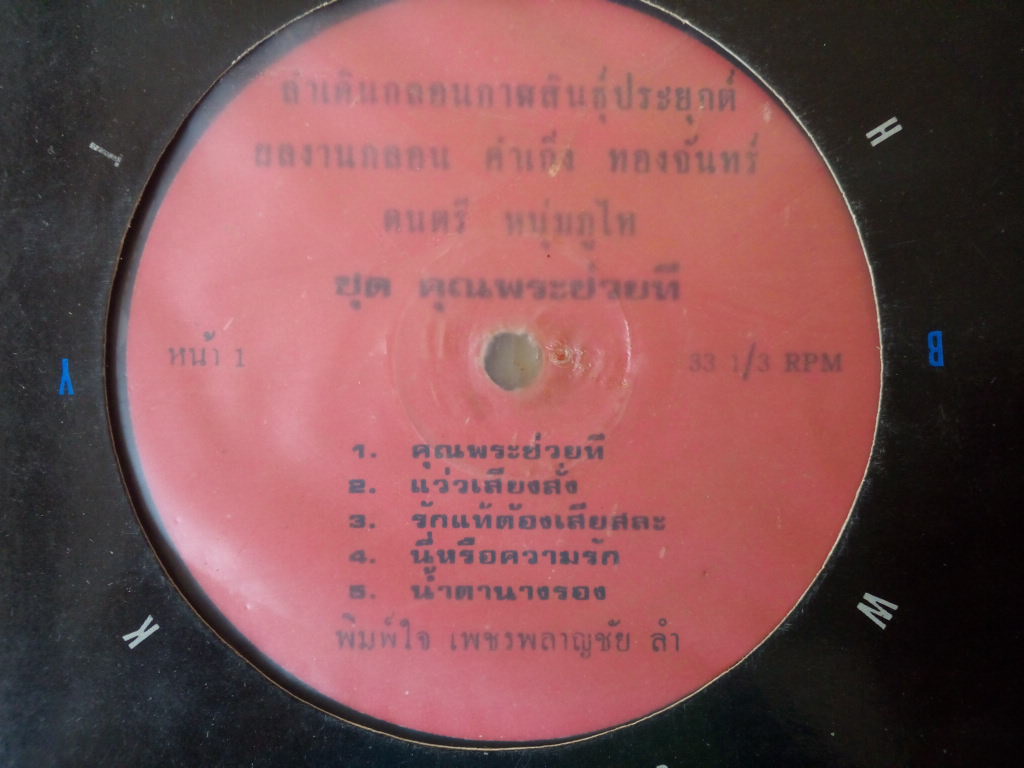 ลำเดินกลอนกาฬสินธุ์ประยุกต์
ผลงานกลอน คำเกิ่ง ทองจันทร์
ดนตรี หนุ่มภูไท
ชุด คุณพระช่วยที
หน้า 1
33 1/3 RPM
1. คุณพระช่วยที
2. แว่วเสียงสั่ง
3. รักแท้ต้องเสียสละ
4. นี่หรือความรัก
5. น้ำตานางรอง
พิมพ์ใจ เพชรพลาญชัย ลำ
H
B
W
K
Y